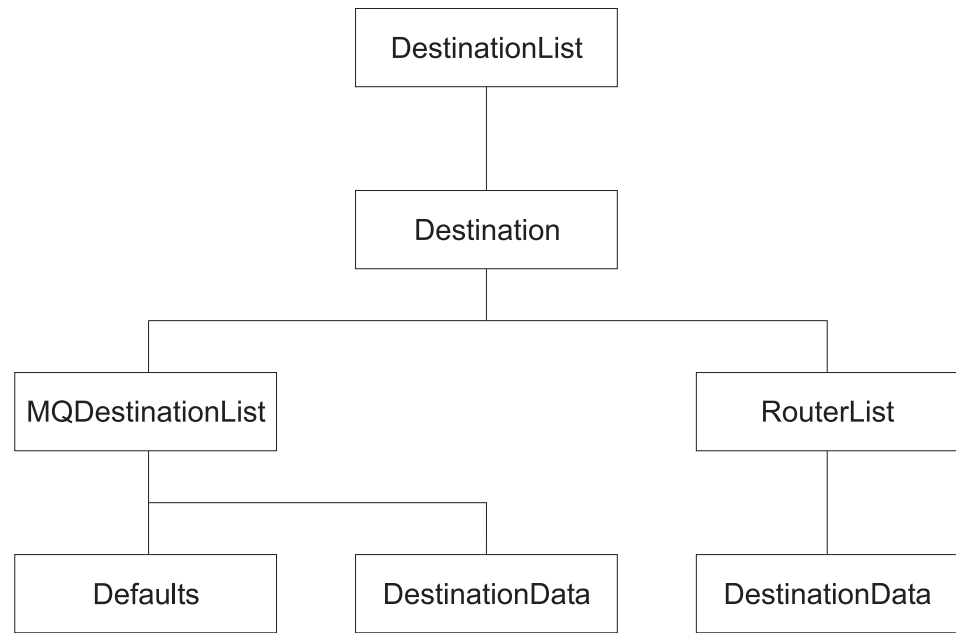 DestinationList
Destination
MQDestinationList
RouterList
Defaults
DestinationData
DestinationData